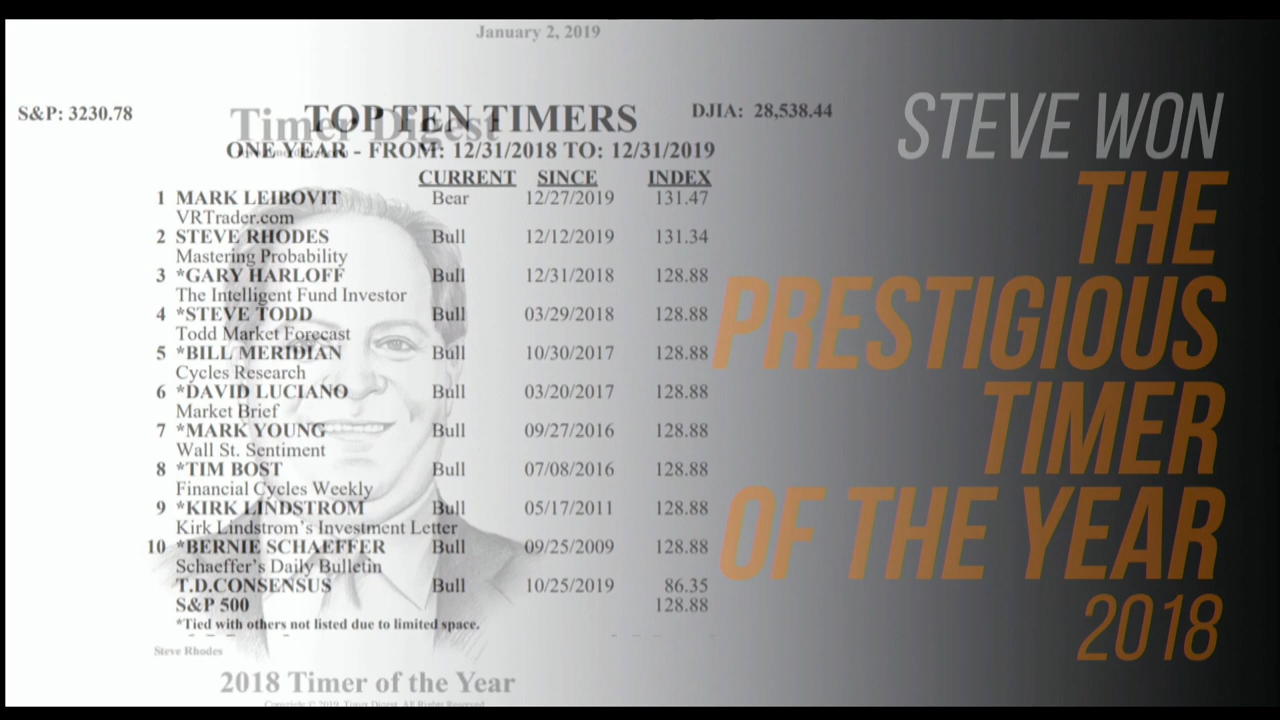 January 2, 2019
S&P: 3230.78
TOP TEN TIMERS
DJIA: 28,538.44
Timer Digest
ONE YEAR - FROM: 12/31/2018 TO: 12/31/2019
CURRENT SINCE INDEX
1 MARK LEIBOVIT Bear 12/27/2019 131.47
VRTrader.com
2 STEVE RHODES Bull 12/12/2019 131.34
Mastering Probability
3 *GARY HARLOFF Bull 12/31/2018 128.88
The Intelligent Fund Investor
4 *STEVE TODD Bull 03/29/2018 128.88
Todd Market Forecast
5 *BILL MERIDIAN Bull 10/30/2017 128.88
Cycles Research
6 *DAVID LUCIANO Bull 03/20/2017 128.88
Market Brief
7 *MARK YOUNG Bull 09/27/2016 128.88
Wall St. Sentiment
8 *TIM BOST Bull 07/08/2016 128.88
Financial Cycles Weekly
9 *KIRK LINDSTROM Bull 05/17/2011 128.88
Kirk Lindstrom's Investment Letter
10 *BERNIE SCHAEFFER Bull 09/25/2009 128.88
Schaeffer's Daily Bulletin
T.D.CONSENSUS Bull 10/25/2019 86.35
S&P 500 128.88
*Tied with others not listed due to limited space.
Steve Rhodes
2018 Timer of the Year
Copyright © 2019, Timer Digest, All Rights Reserved
STEVE WON
THE
PRESTIGIOUS
TIMER
OF THE YEAR
2018